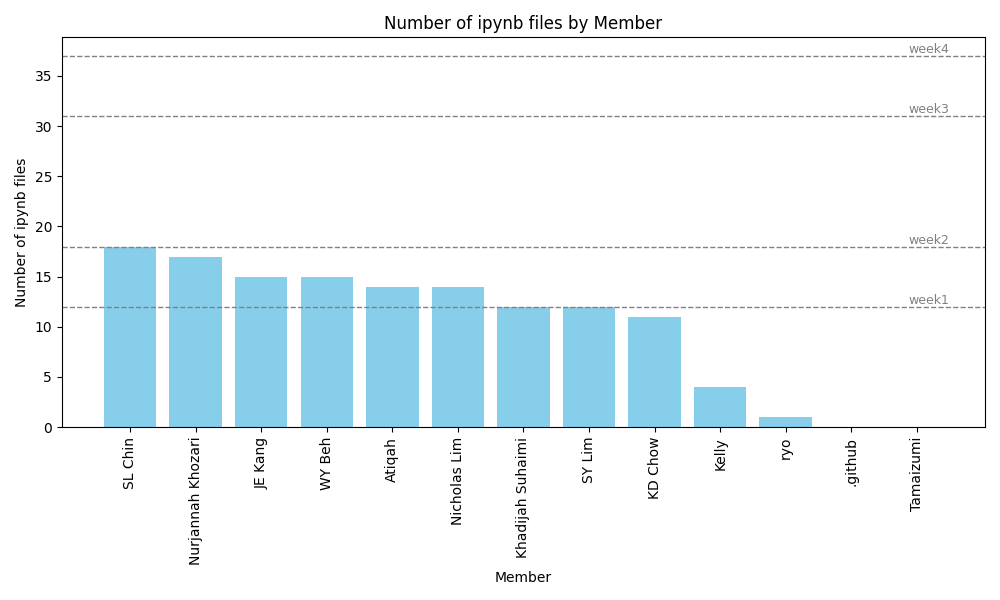 Number of ipynb files by Member
Number of ipynb files
35
30
25
20
15
10
5
0
week4
week3
week2
week1
SL Chin
Nurjannah Khozari
JE Kang
WY Beh
Atiqah
Nicholas Lim
Khadijah Suhaimi
SY Lim
KD Chow
Kelly
ryo
.github
Tamaizumi
Member